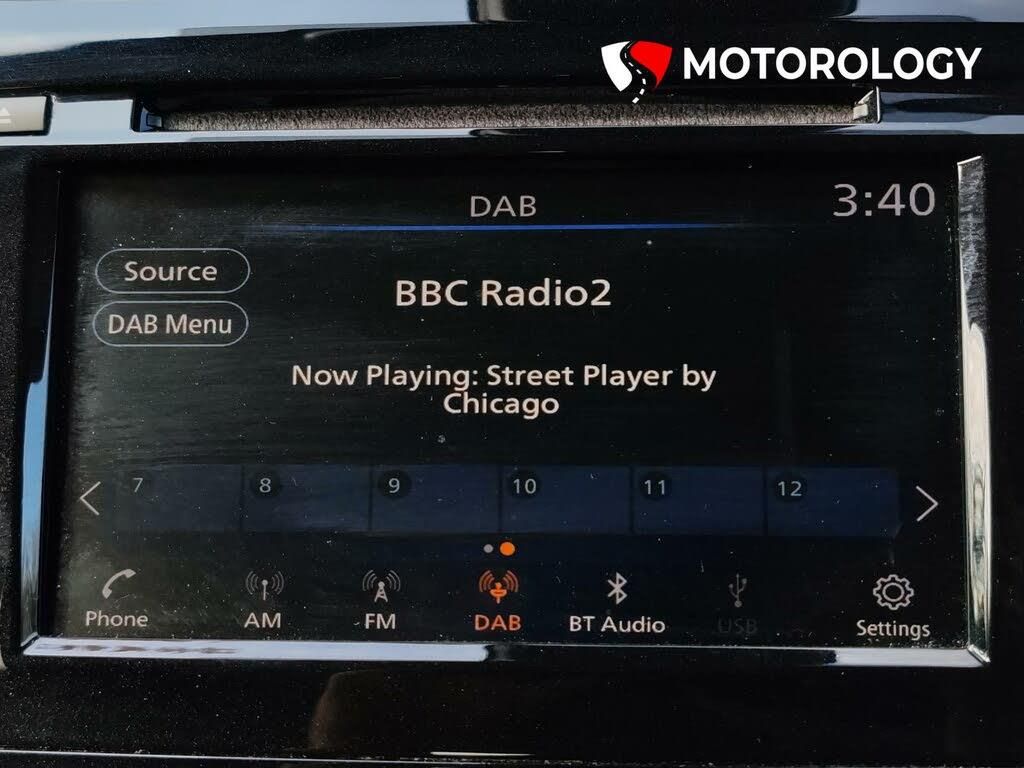 MOTOROLOGY
DAB
3:40
Source
BBC Radio2
DAB Menu
Now Playing: Street Player by
Chicago
7 8 9 10 11 12
Phone AM FM DAB BT Audio USB Settings